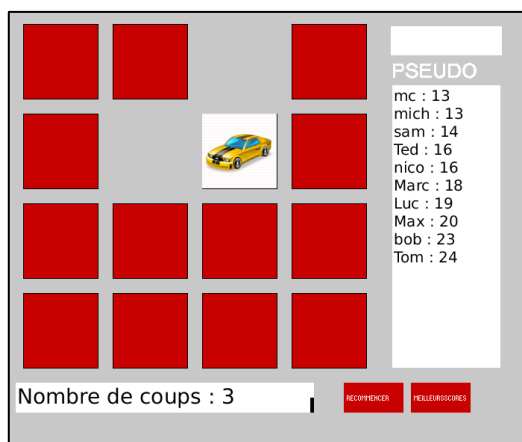 PSEUDO
mc : 13
mich : 13
sam : 14
Ted : 16
nico : 16
Marc : 18
Luc : 19
Max : 20
bob : 23
Tom : 24
Nombre de coups : 3
RECOMMENCER
MEILLEURSSCORES